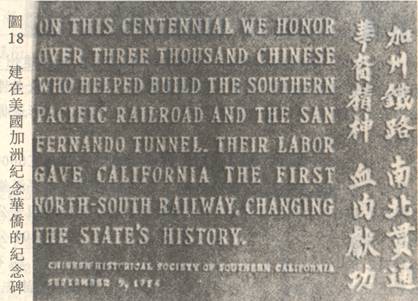 圖18 建在美國加洲紀念華僑的紀念碑
ON THIS CENTENNIAL WE HONOR
OVER THREE THOUSAND CHINESE
WHO HELPED BUILD THE SOUTHERN
PACIFIC RAILROAD AND THE SAN
FERNANDO TUNNEL. THEIR LABOR
GAVE CALIFORNIA THE FIRST
NORTH-SOUTH RAILWAY, CHANGING
THE STATE'S HISTORY.
CHINESE HISTORICAL SOCIETY OF SOUTHERN CALIFORNIA
SEPTEMBER 5, 1976
加州鐵路 南北貫通
華裔精神 血肉獻功